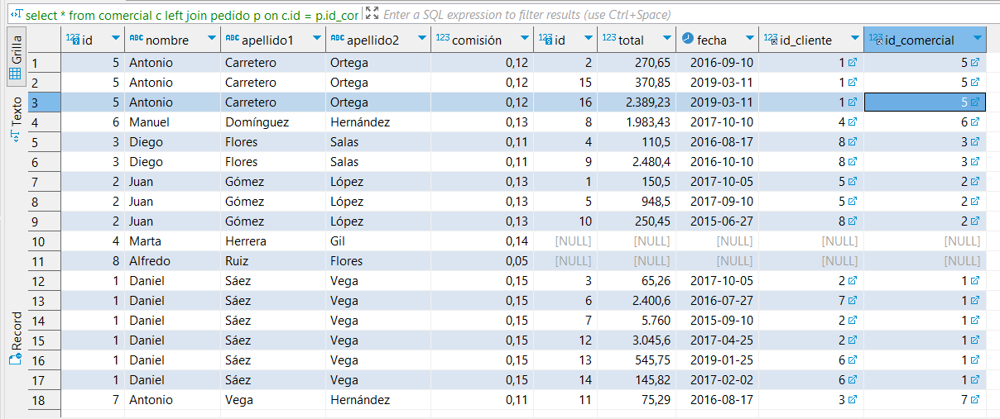 select * from comercial c left join pedido p on c.id = p.id_cor Enter a SQL expression to filter results (use Ctrl+Space)
Grilla
Texto
Record
123 id ABC nombre ABC apellido1 ABC apellido2 123 comisión 123 id 123 total fecha 123 id_cliente 123 id_comercial
1 5 Antonio Carretero Ortega 0,12 2 270,65 2016-09-10 1 5
2 5 Antonio Carretero Ortega 0,12 15 370,85 2019-03-11 1 5
3 5 Antonio Carretero Ortega 0,12 16 2.389,23 2019-03-11 1 5
4 6 Manuel Domínguez Hernández 0,13 8 1.983,43 2017-10-10 4 6
5 3 Diego Flores Salas 0,11 4 110,5 2016-08-17 8 3
6 3 Diego Flores Salas 0,11 9 2.480,4 2016-10-10 8 3
7 2 Juan Gómez López 0,13 1 150,5 2017-10-05 5 2
8 2 Juan Gómez López 0,13 5 948,5 2017-09-10 5 2
9 2 Juan Gómez López 0,13 10 250,45 2015-06-27 8 2
10 4 Marta Herrera Gil 0,14 [NULL] [NULL] [NULL] [NULL] [NULL]
11 8 Alfredo Ruiz Flores 0,05 [NULL] [NULL] [NULL] [NULL] [NULL]
12 1 Daniel Sáez Vega 0,15 3 65,26 2017-10-05 2 1
13 1 Daniel Sáez Vega 0,15 6 2.400,6 2016-07-27 7 1
14 1 Daniel Sáez Vega 0,15 7 5.760 2015-09-10 2 1
15 1 Daniel Sáez Vega 0,15 12 3.045,6 2017-04-25 2 1
16 1 Daniel Sáez Vega 0,15 13 545,75 2019-01-25 6 1
17 1 Daniel Sáez Vega 0,15 14 145,82 2017-02-02 6 1
18 7 Antonio Vega Hernández 0,11 11 75,29 2016-08-17 3 7